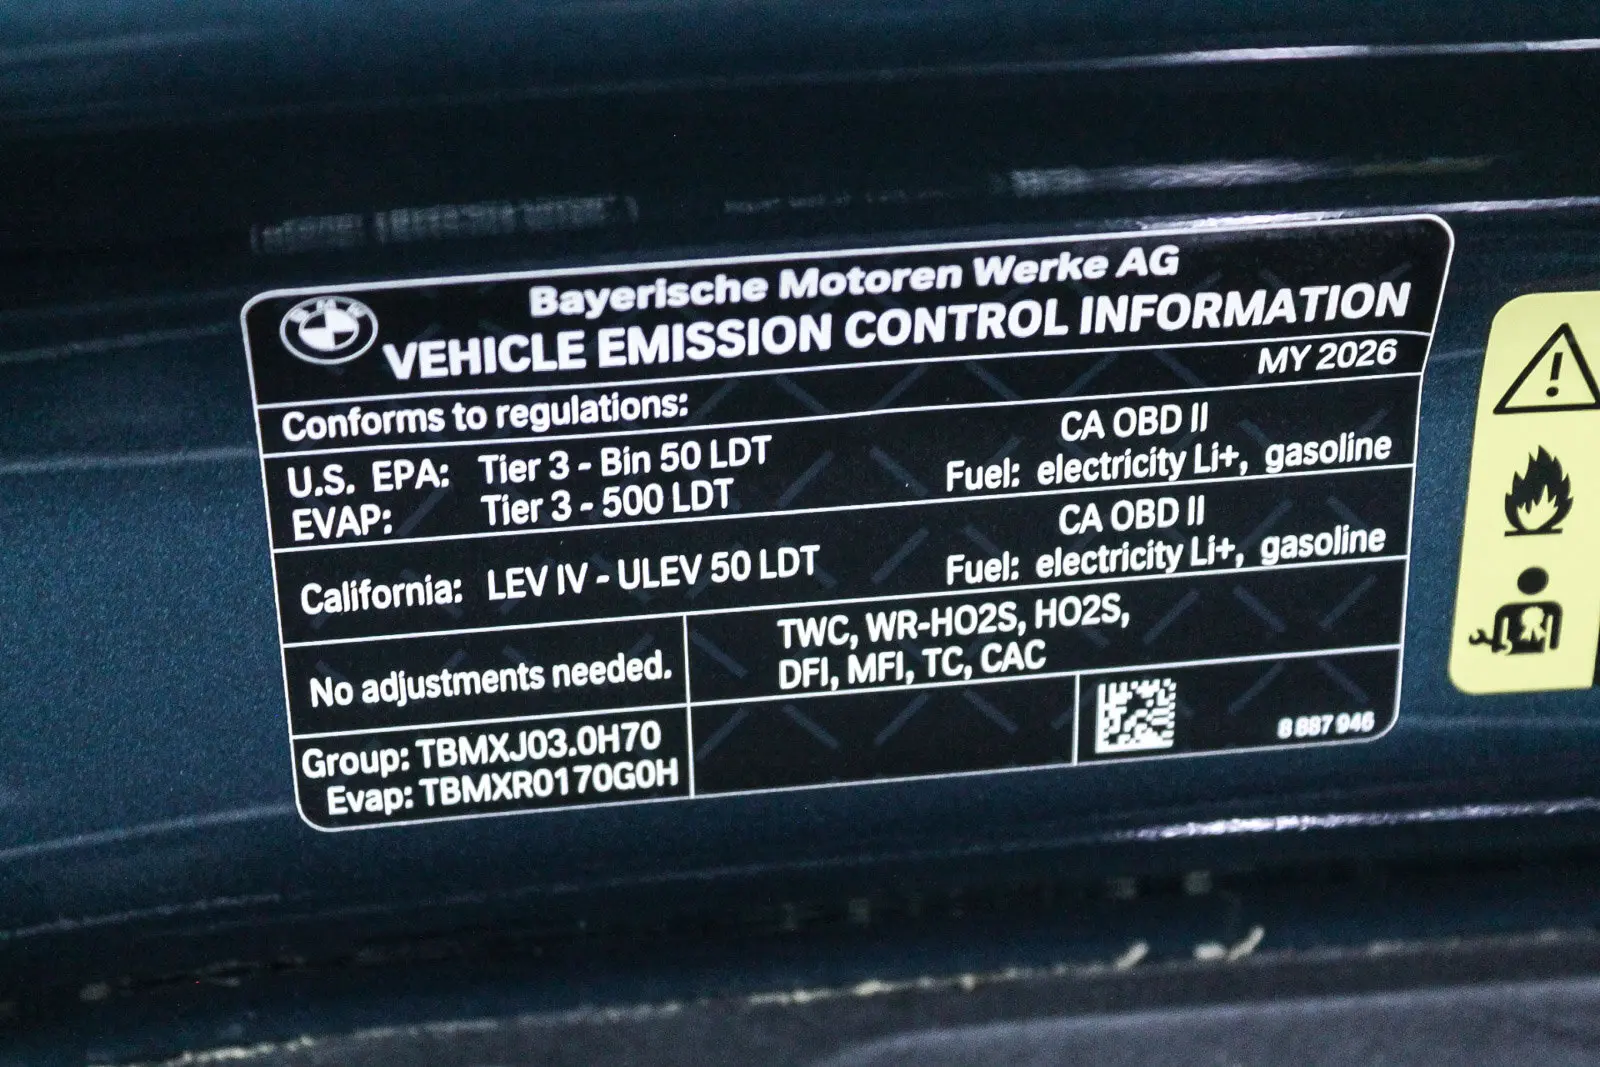 BMW
Bayerische Motoren Werke AG
VEHICLE EMISSION CONTROL INFORMATION
MY 2026
Conforms to regulations:
U.S. EPA: Tier 3 - Bin 50 LDT CA OBD II
EVAP: Tier 3 - 500 LDT Fuel: electricity Li+, gasoline
California: LEV IV - ULEV 50 LDT CA OBD II
Fuel: electricity Li+, gasoline
No adjustments needed.
TWC, WR-HO2S, HO2S,
DFI, MFI, TC, CAC
Group: TBMXJ03.0H70
Evap: TBMXR0170G0H
8 887 946